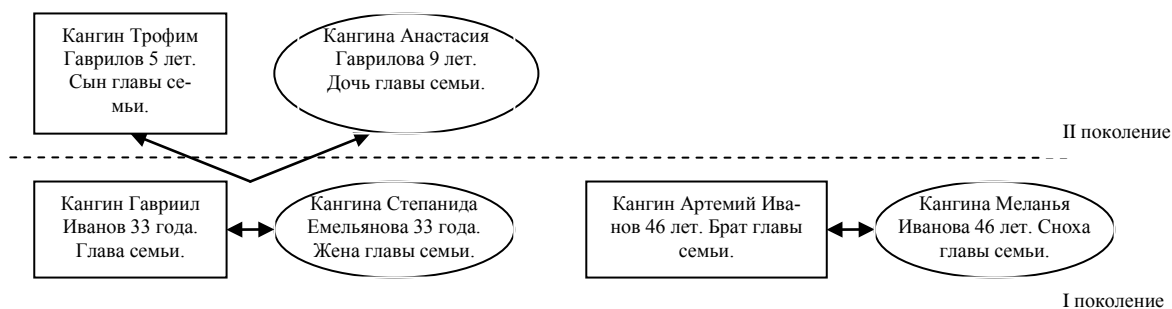 Кангин Трофим
Гаврилов 5 лет.
Сын главы се-
мьи.
Кангина Анастасия
Гаврилова 9 лет.
Дочь главы семьи.
II поколение
Кангин Гавриил
Иванов 33 года.
Глава семьи.
Кангина Степанида
Емельянова 33 года.
Жена главы семьи.
Кангин Артемий Ива-
нов 46 лет. Брат главы
семьи.
Кангина Меланья
Иванова 46 лет. Сноха
главы семьи.
I поколение